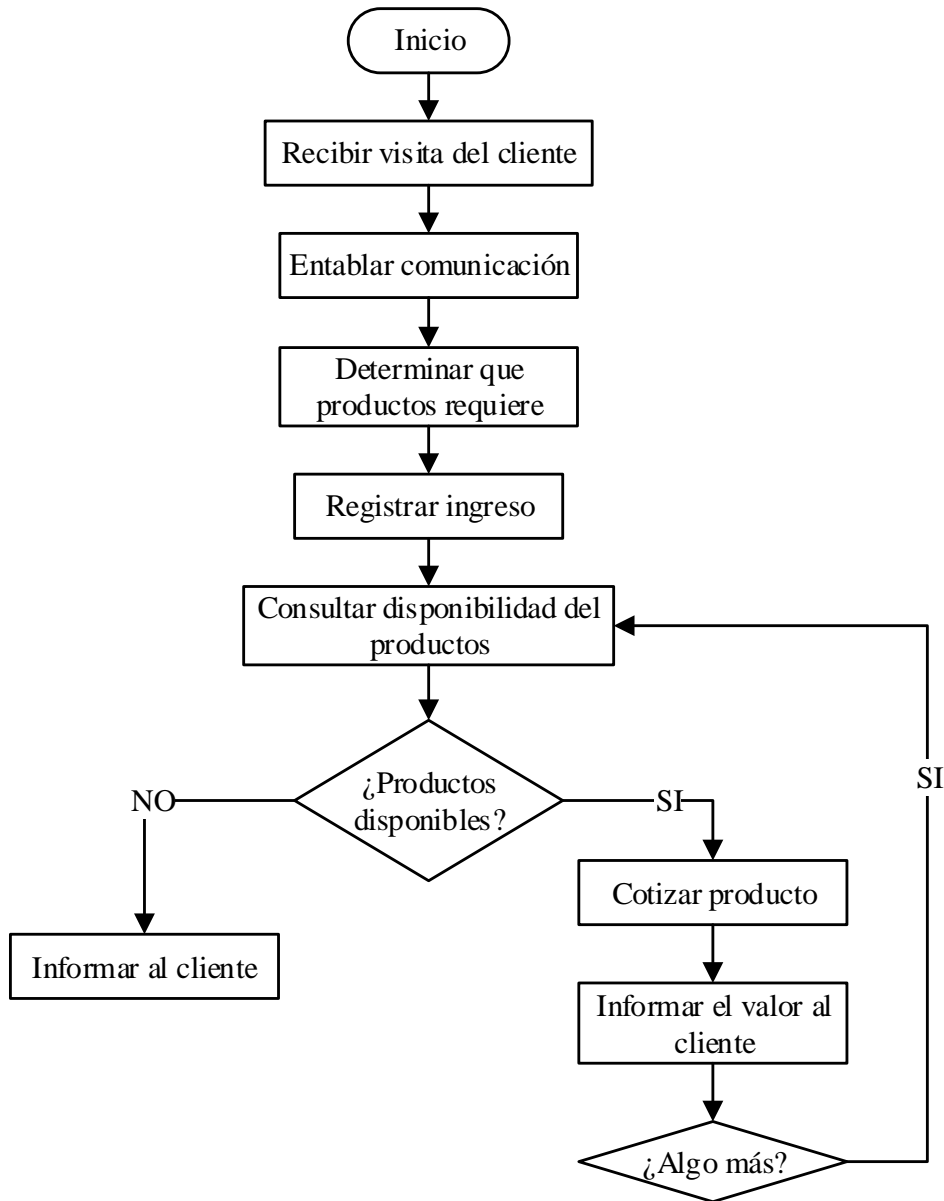 Inicio
Recibir visita del cliente
Entablar comunicación
Determinar que
productos requiere
Registrar ingreso
Consultar disponibilidad del
productos
¿Productos
disponibles?
NO
SI
SI
Cotizar producto
Informar al cliente
Informar el valor al
cliente
¿Algo más?